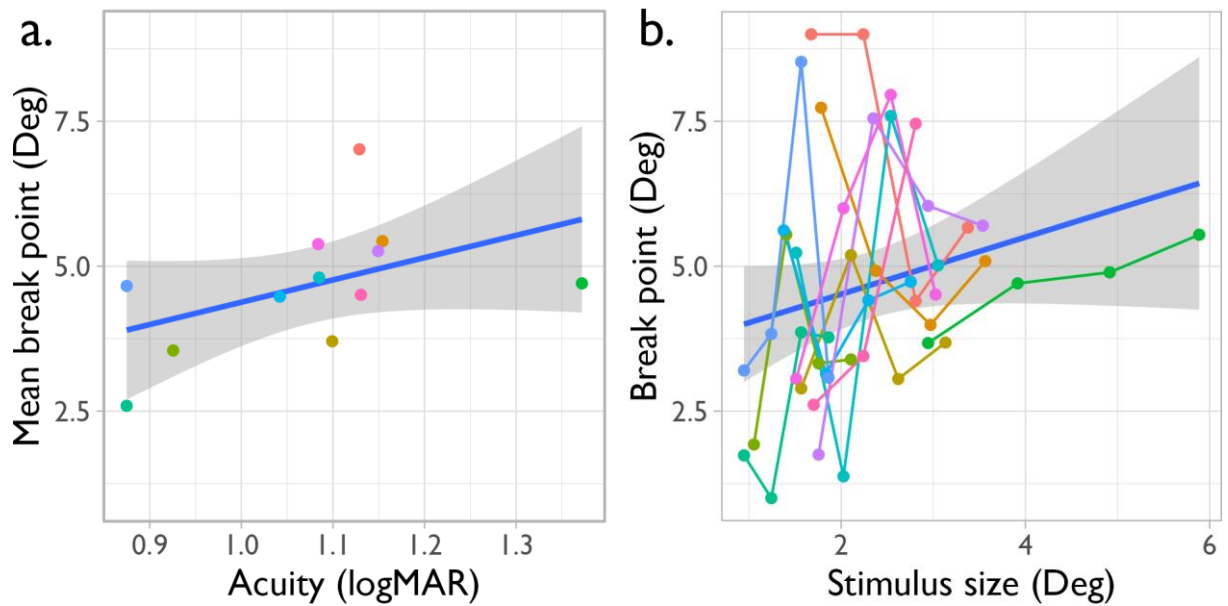 a.
Mean break point (Deg)
7.5
5.0
2.5
0.9 1.0 1.1 1.2 1.3
Acuity (logMAR)
b.
Break point (Deg)
7.5
5.0
2.5
2 4 6
Stimulus size (Deg)